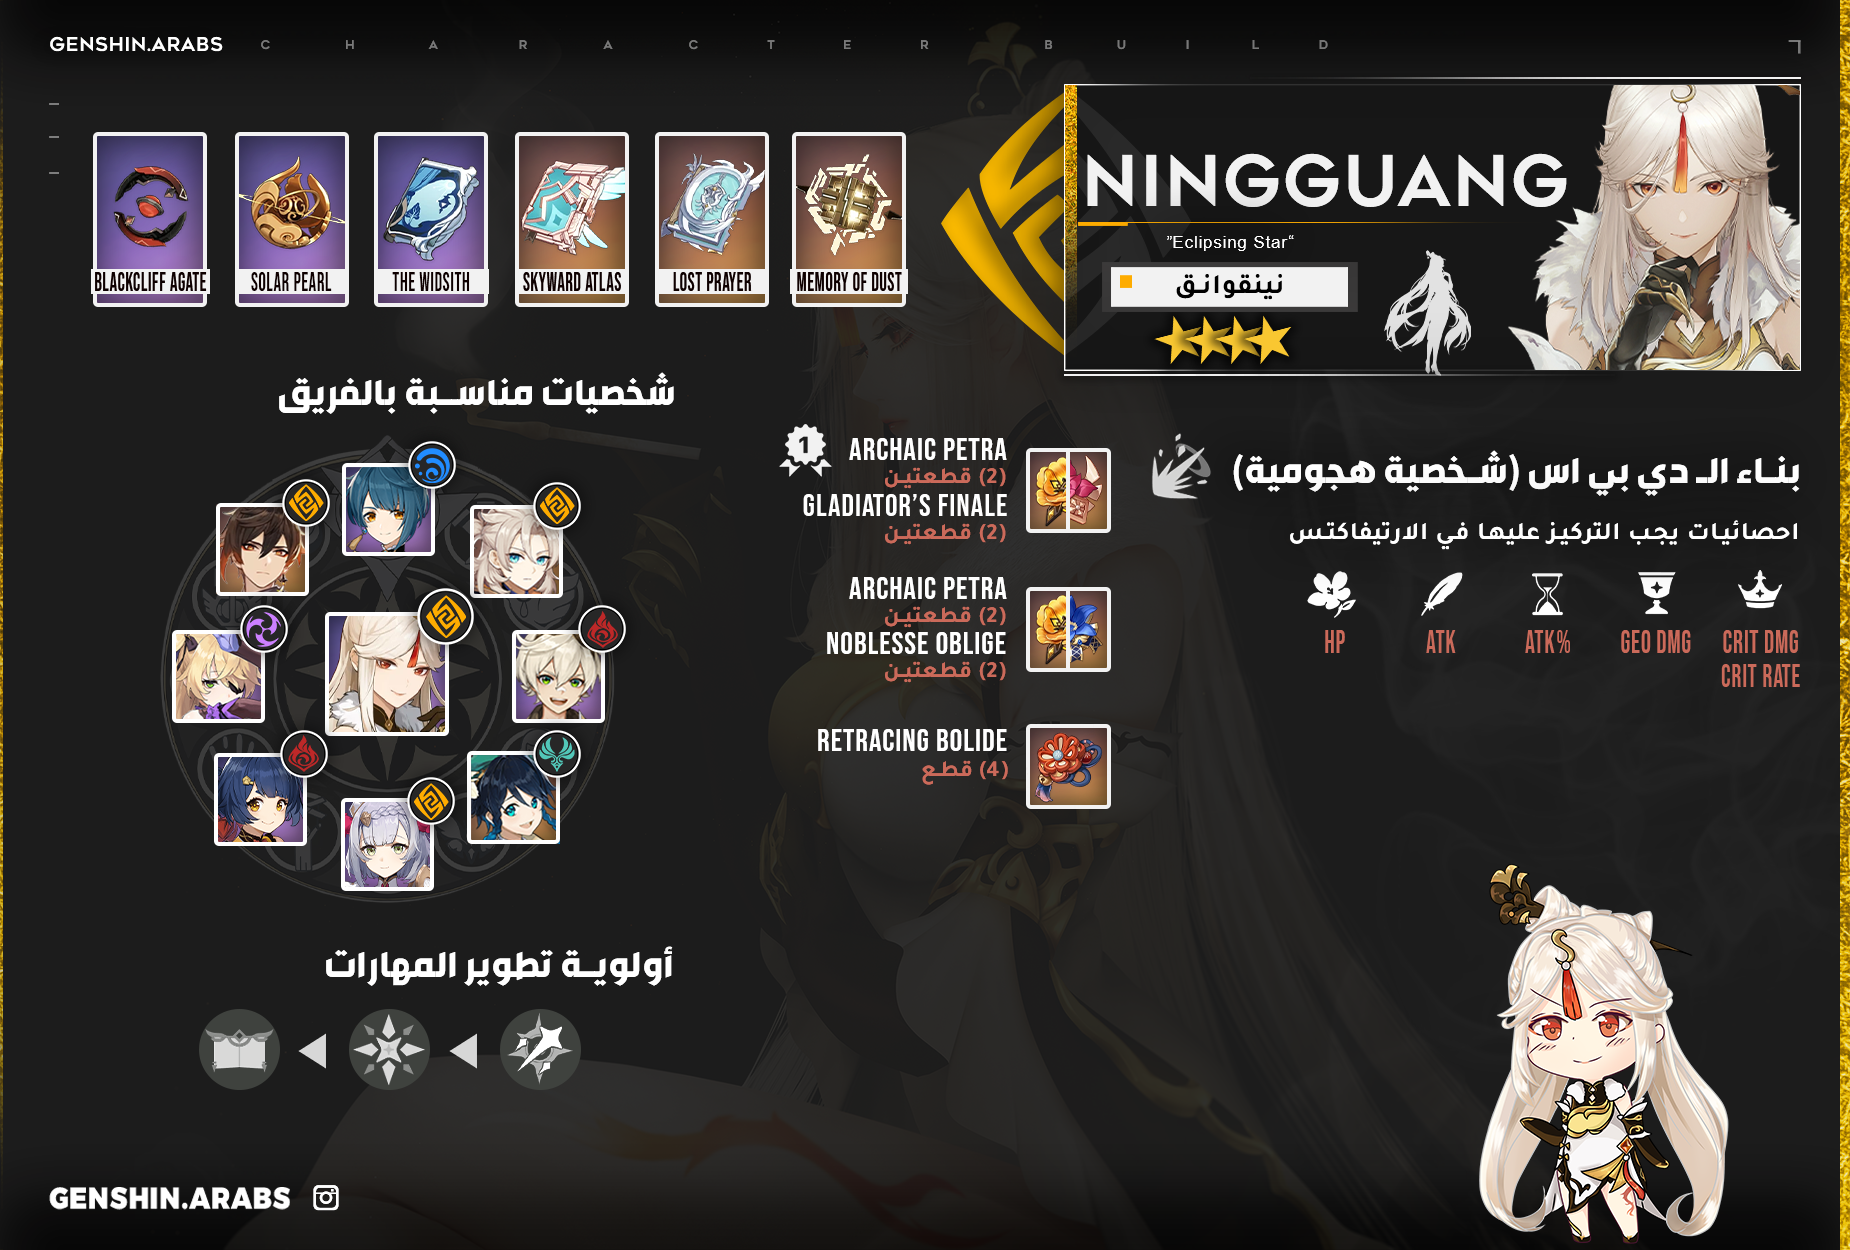 GENSHIN.ARABS CHARACTER BUILD
NINGGUANG
”Eclipsing Star“
نينقوانق
BLACKCLIFF AGATE
SOLAR PEARL
THE WIDSITH
SKYWARD ATLAS
LOST PRAYER
MEMORY OF DUST
شخصيات مناسـبة بالفريق
1
ARCHAIC PETRA
(2) قطعتين
GLADIATOR'S FINALE
(2) قطعتين
ARCHAIC PETRA
(2) قطعتين
NOBLESSE OBLIGE
(2) قطعتين
RETRACING BOLIDE
(4) قطع
بنـاء الـ دي بي اس (شـخصية هجومية)
احصائيات يجب التركيز عليها في الارتيفاكتس
HP
ATK
ATK%
GEO DMG
CRIT DMG
CRIT RATE
أولويـة تطوير المهارات
GENSHIN.ARABS